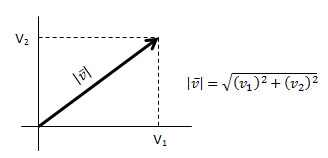 V₂
|v̄|
|v̄| = √(v₁)² + (v₂)²
V₁